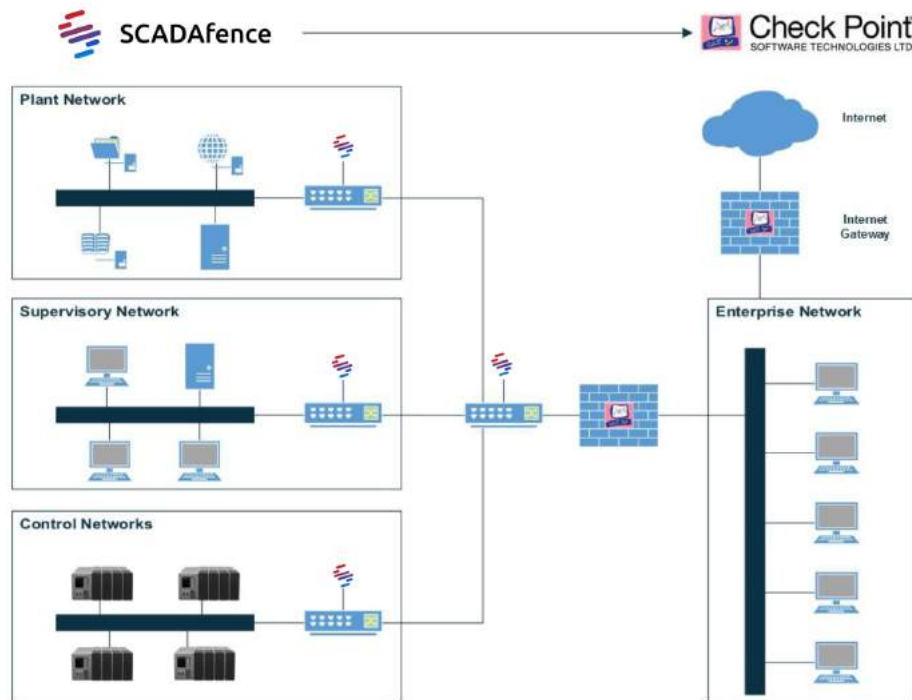 SCADAfence
Check Point
SOFTWARE TECHNOLOGIES LTD
Plant Network
Internet
Internet
Gateway
Supervisory Network
Enterprise Network
Control Networks